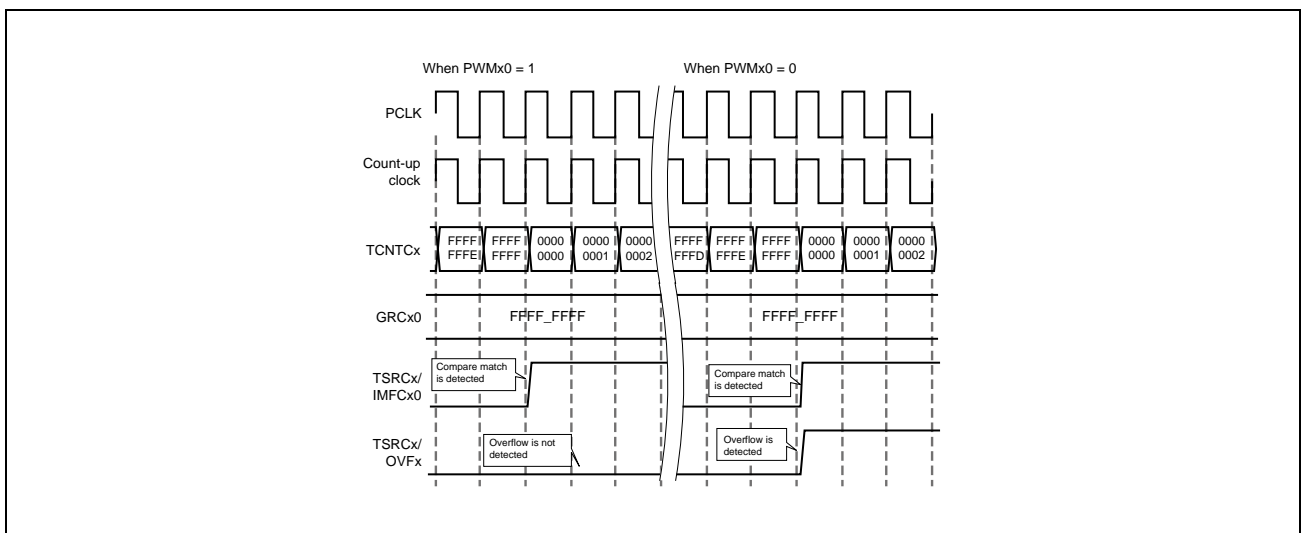 When PWMx0 = 1
When PWMx0 = 0
PCLK
Count-up
clock
TCNTCx
FFFF FFFF 0000 0000 0000 FFFF FFFF FFFF 0000 0000 0000
FFFE FFFF 0000 0001 0002 FFFD FFFE FFFF 0000 0001 0002
GRCx0
FFFF_FFFF
FFFF_FFFF
TSRCx/
IMFCx0
Compare match
is detected
Compare match
is detected
TSRCx/
OVFx
Overflow is not
detected
Overflow is
detected